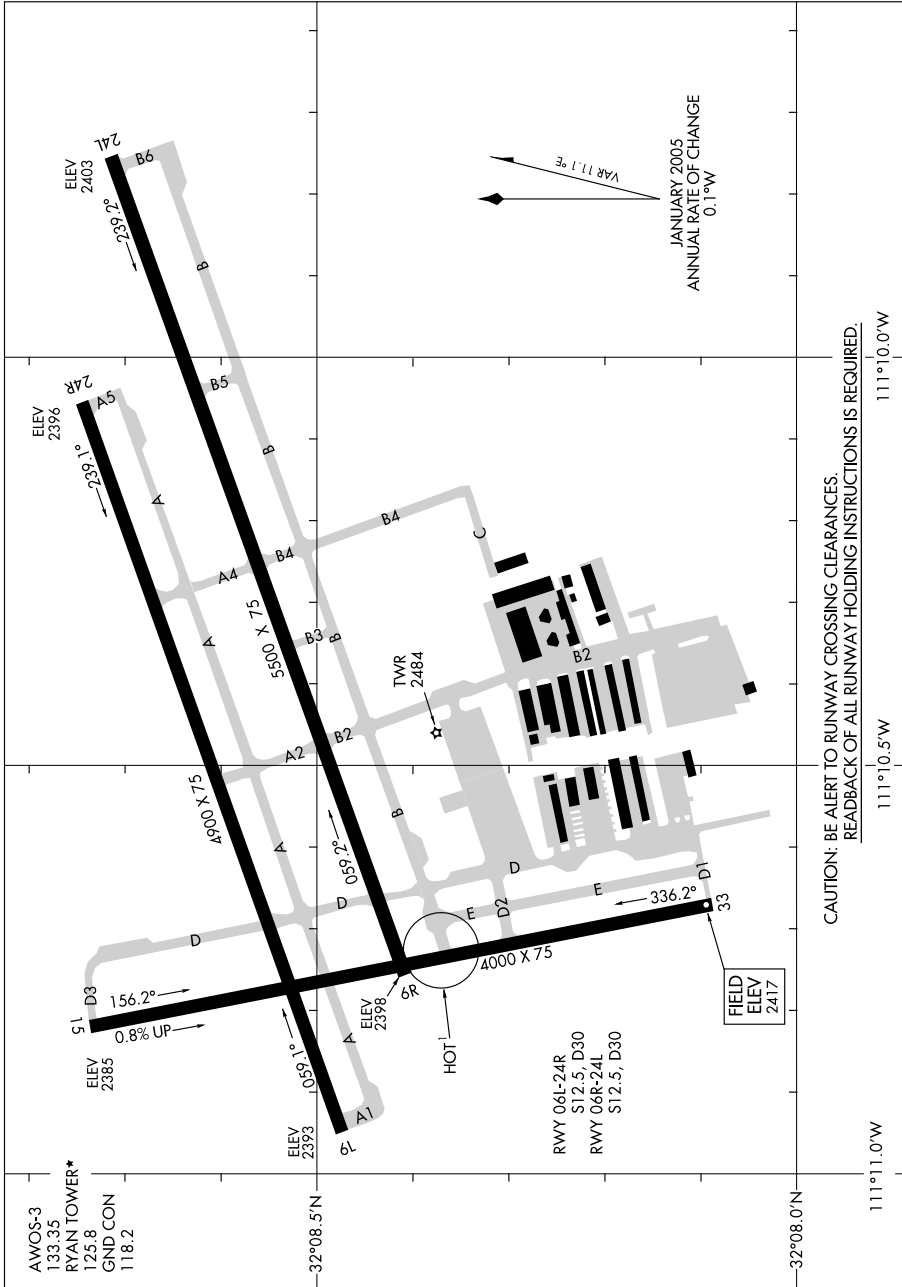 AWOS-3
133.35
RYAN TOWER★
125.8
GND CON
118.2
ELEV
2385
15
D3
156.2°
0.8% UP
D
ELEV
2393
6L
A1
059.1°
A
ELEV
2398
6R
HOT¹
4900 X 75
A
A2
D
059.2°
B
B2
A
A4
B4
B3
B
5500 X 75
A
239.1°
24R
A5
ELEV
2396
239.2°
24L
B6
ELEV
2403
B
B5
B
B4
C
TWR
2484
B2
D
E
D2
E
D1
336.2°
33
4000 X 75
FIELD
ELEV
2417
RWY 06L-24R
S12.5, D30
RWY 06R-24L
S12.5, D30
VAR 11.1°E
JANUARY 2005
ANNUAL RATE OF CHANGE
0.1°W
32°08.5'N
32°08.0'N
CAUTION: BE ALERT TO RUNWAY CROSSING CLEARANCES.
READBACK OF ALL RUNWAY HOLDING INSTRUCTIONS IS REQUIRED.
111°11.0'W
111°10.5'W
111°10.0'W